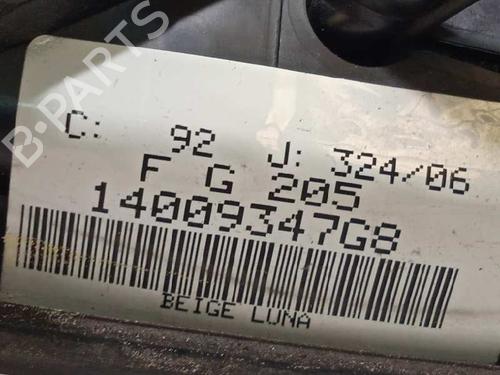 B-PARTS
C: 92 J: 324/06
F G 205
14009347G8
BEIGE LUNA